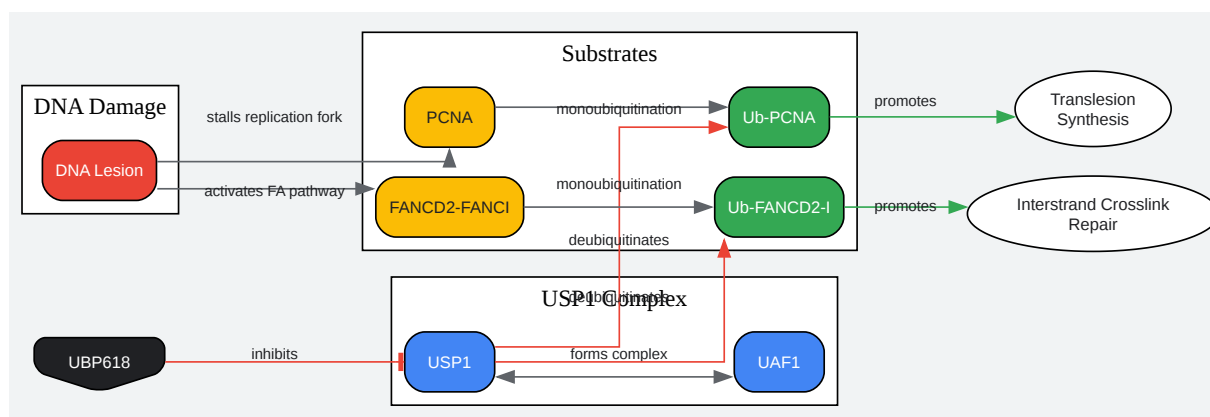 Substrates
DNA Damage
stalls replication fork
PCNA
monoubiquitination
Ub-PCNA
promotes
Translesion
Synthesis
DNA Lesion
activates FA pathway
FANCD2-FANCI
monoubiquitination
Ub-FANCD2-I
promotes
Interstrand Crosslink
Repair
deubiquitinates
deubiquitinates
USP1 Complex
UBP618
inhibits
USP1
forms complex
UAF1